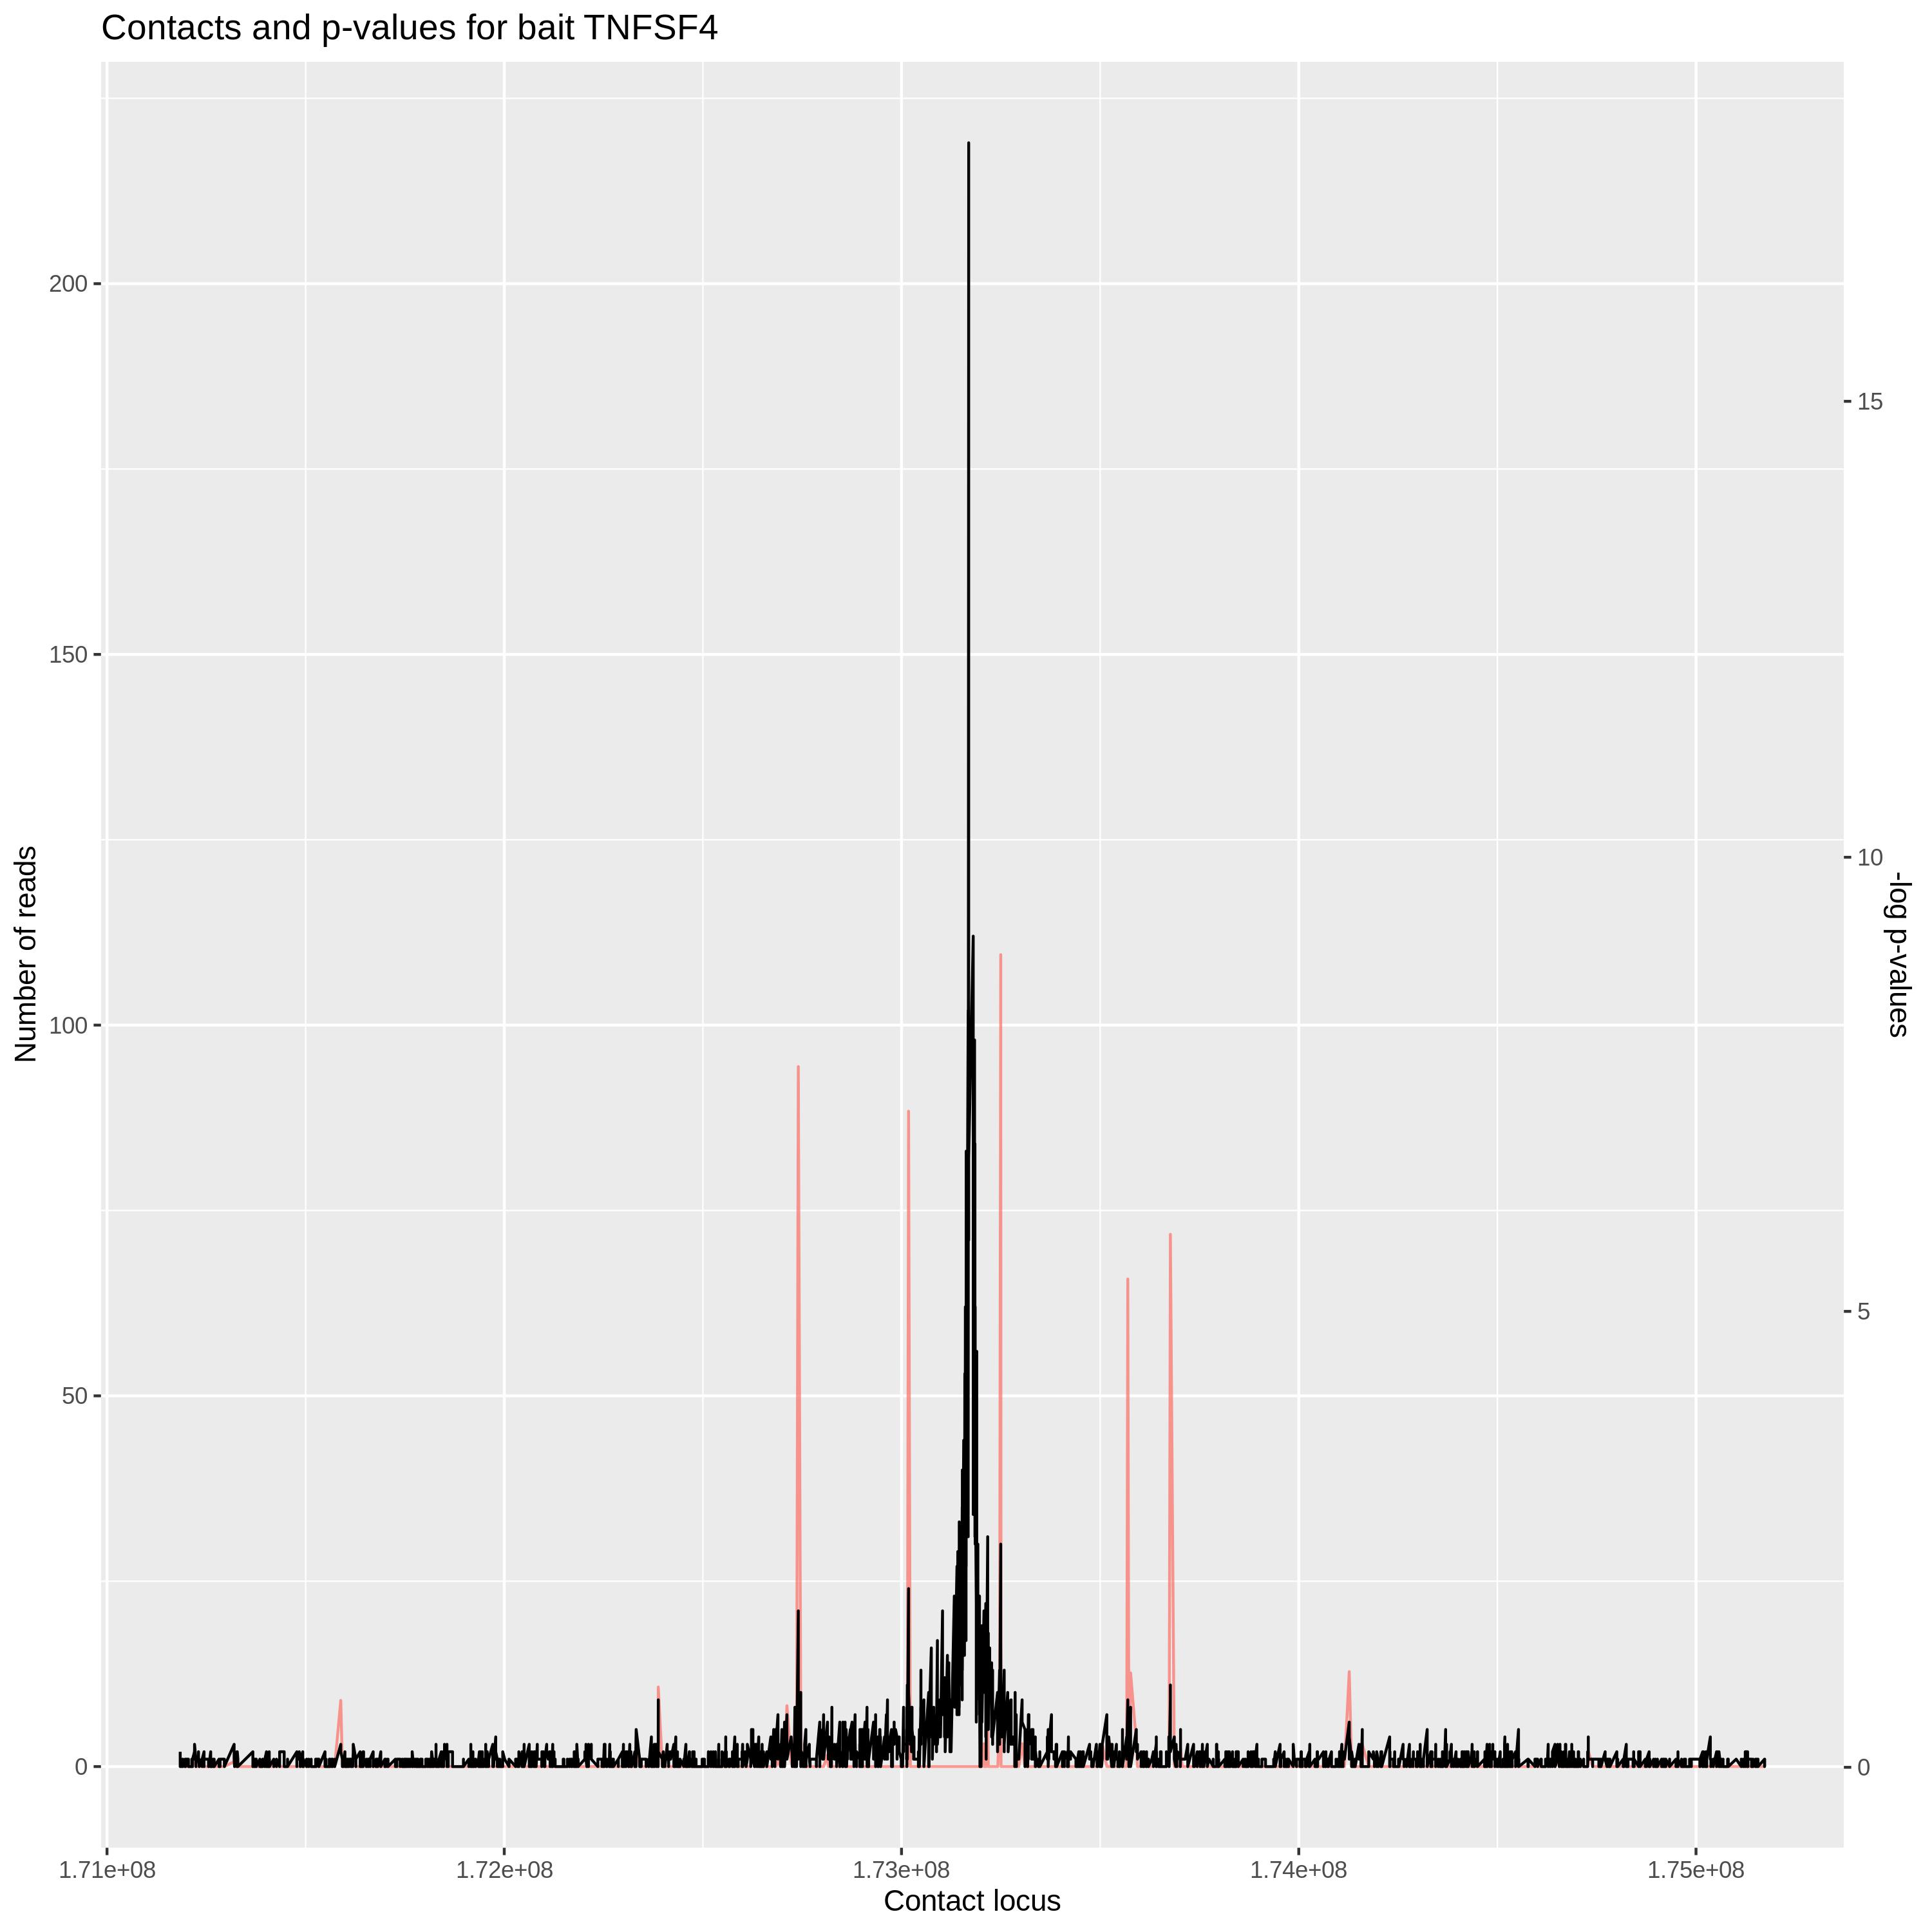 Contacts and p-values for bait TNFSF4
Number of reads
200
150
100
50
0
15
10
5
0
-log p-values
1.71e+08
1.72e+08
1.73e+08
1.74e+08
1.75e+08
Contact locus